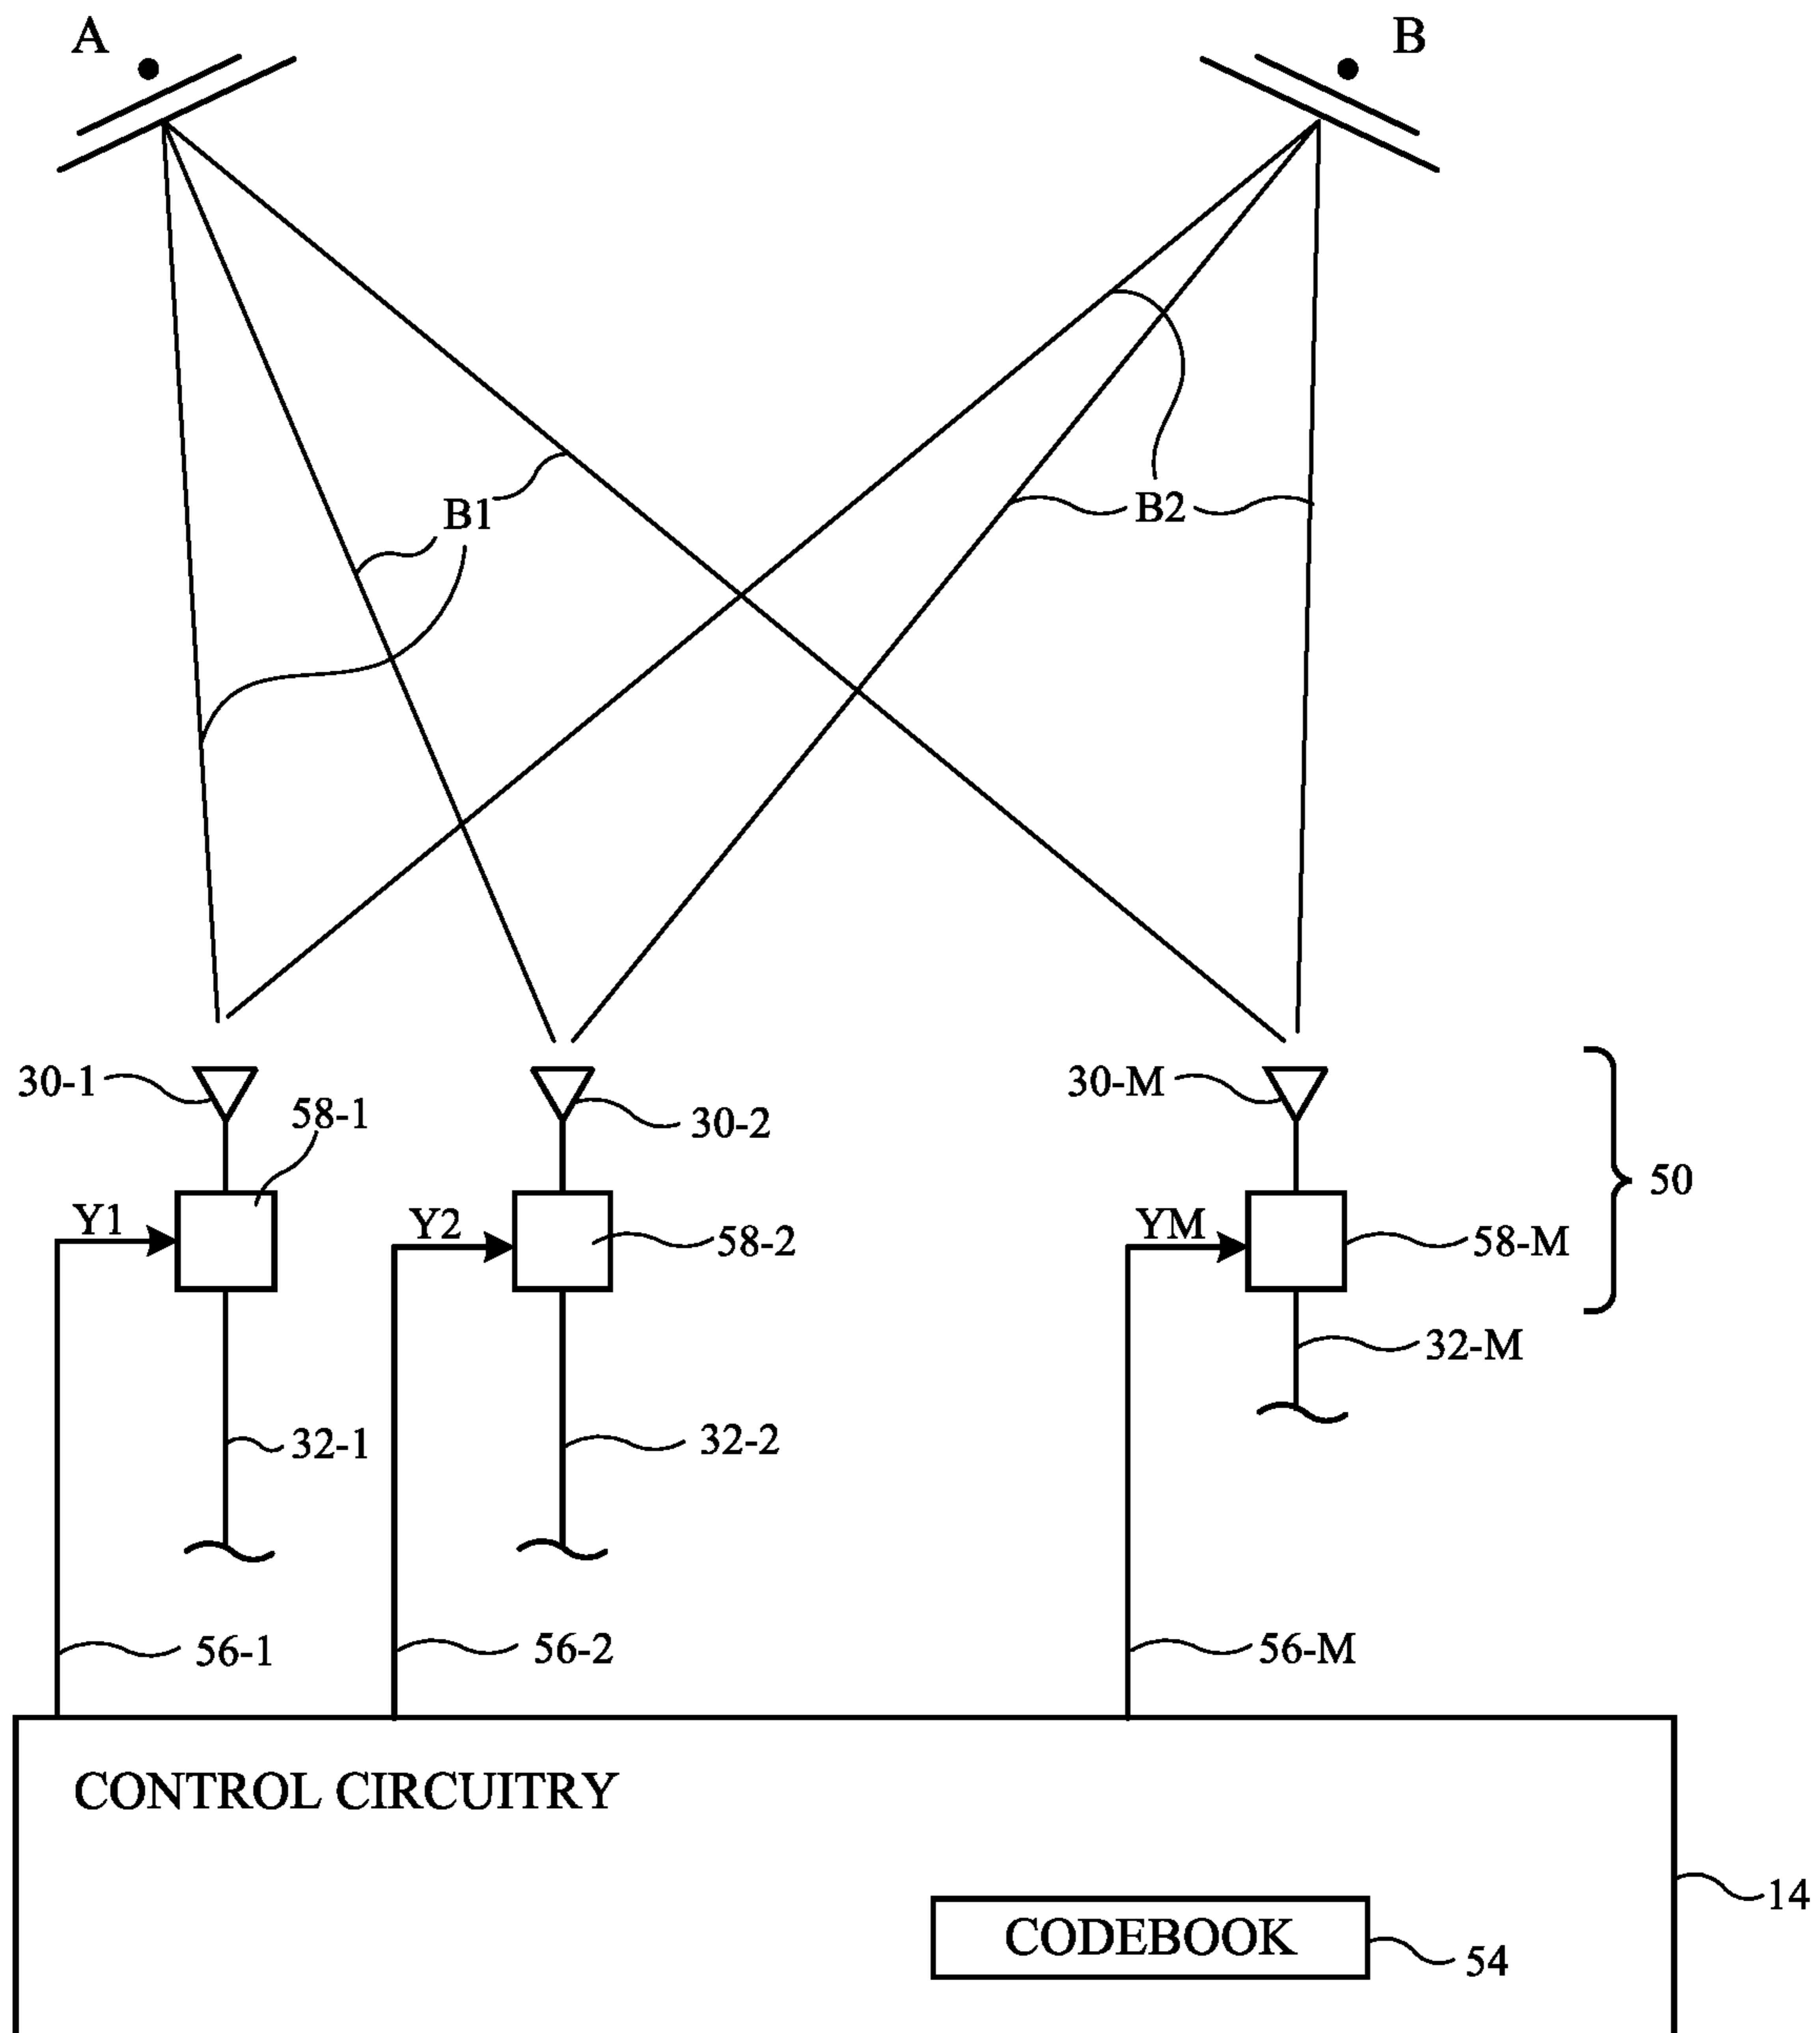 A
B
B1
B2
30-1
58-1
30-2
30-M
50
Y1
Y2
58-2
YM
58-M
32-M
32-1
32-2
56-1
56-2
56-M
CONTROL CIRCUITRY
14
CODEBOOK
54